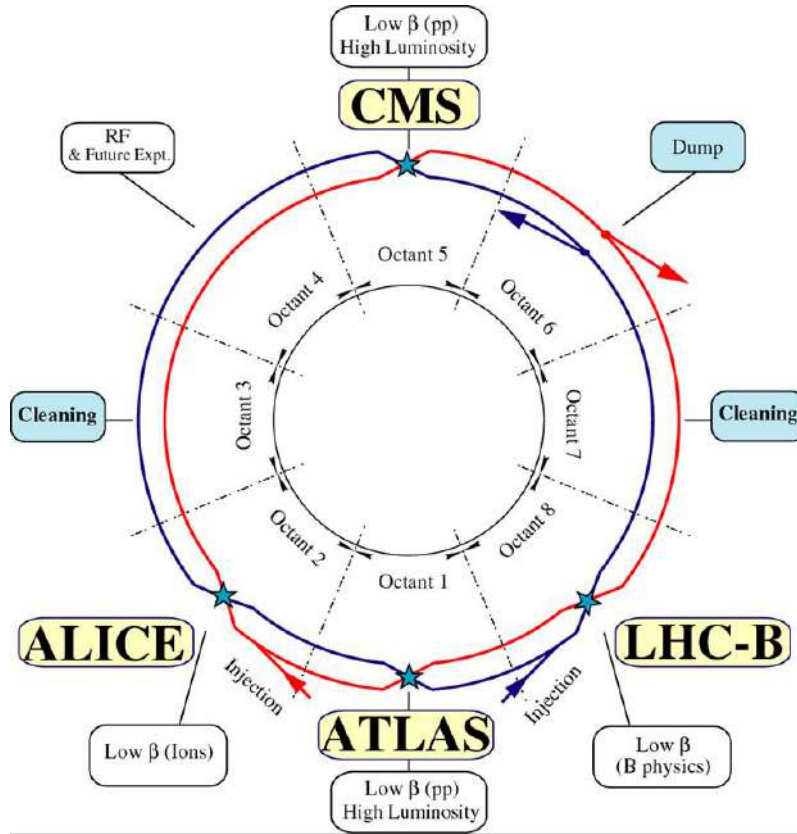 Low β (pp)
High Luminosity
CMS
RF
& Future Expt.
Dump
Octant 5
Octant 4
Octant 6
Cleaning
Octant 3
Octant 7
Cleaning
Octant 2
Octant 8
Octant 1
ALICE
LHC-B
Injection
Injection
ATLAS
Low β (Ions)
Low β
(B physics)
Low β (pp)
High Luminosity